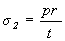 σ₂ = pr/t